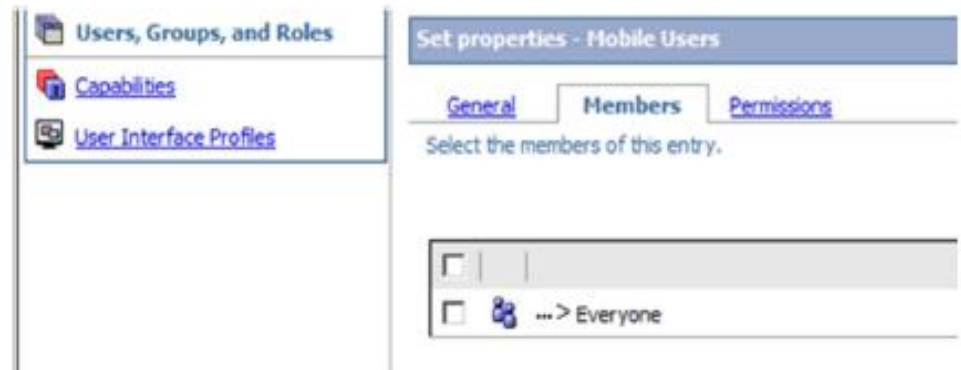 Users, Groups, and Roles
Capabilities
User Interface Profiles
Set properties - Mobile Users
General Members Permissions
Select the members of this entry.
...> Everyone